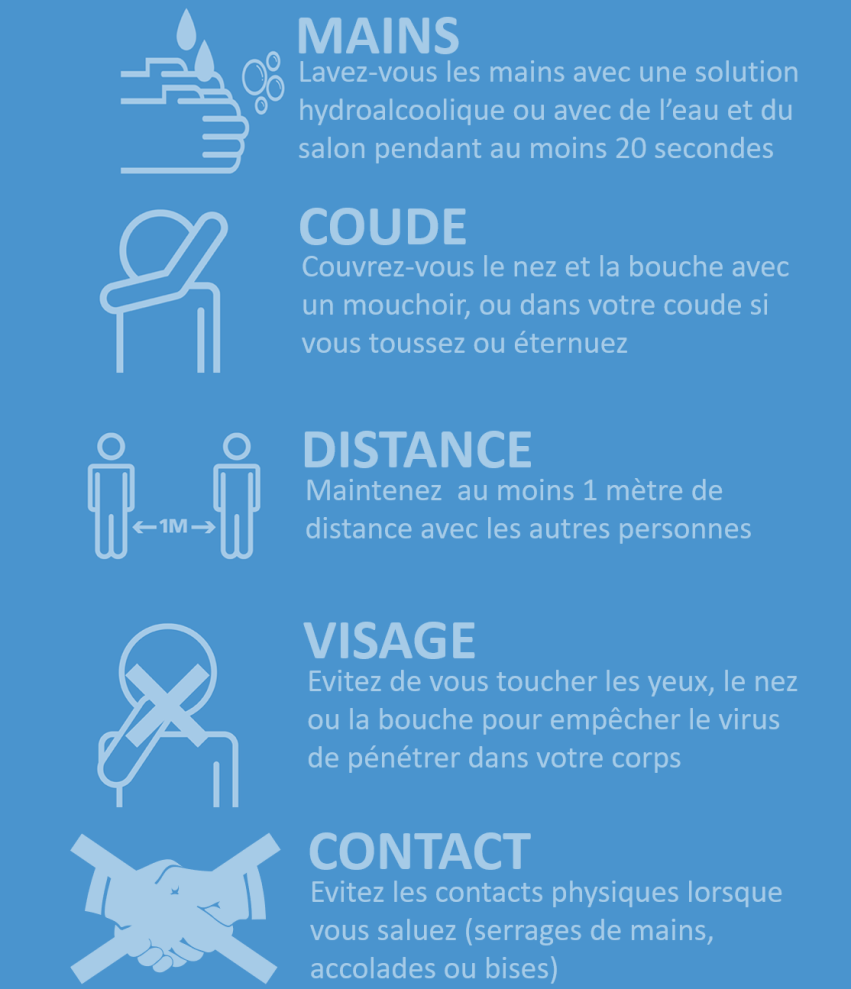 MAINS
Lavez-vous les mains avec une solution
hydroalcoolique ou avec de l’eau et du
salon pendant au moins 20 secondes
COUDE
Couvrez-vous le nez et la bouche avec
un mouchoir, ou dans votre coude si
vous toussez ou éternuez
DISTANCE
Maintenez  au moins 1 mètre de
distance avec les autres personnes
1M
VISAGE
Evitez de vous toucher les yeux, le nez
ou la bouche pour empêcher le virus
de pénétrer dans votre corps
CONTACT
Evitez les contacts physiques lorsque
vous saluez (serrages de mains,
accolades ou bises)